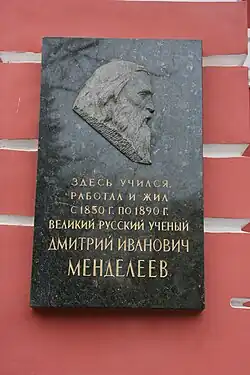 ЗДЕСЬ УЧИЛСЯ,
РАБОТАЛ И ЖИЛ
С 1850 Г. ПО 1890 Г.
ВЕЛИКИЙ РУССКИЙ УЧЕНЫЙ
ДМИТРИЙ ИВАНОВИЧ
МЕНДЕЛЕЕВ